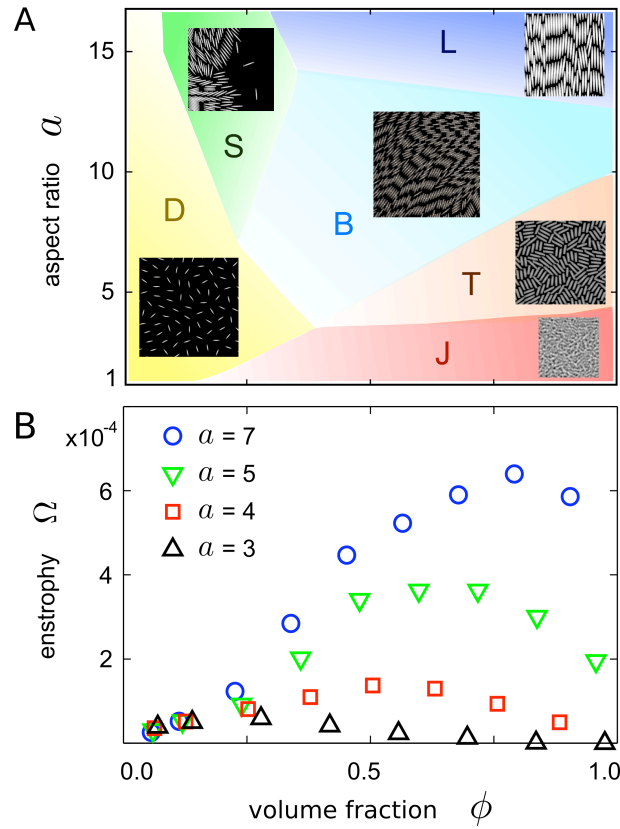 A
aspect ratio a
15
10
5
1
L
S
D
B
T
J
B
x10-4
enstrophy Ω
6
4
2
a = 7
a = 5
a = 4
a = 3
0.0 0.5 1.0
volume fraction ϕ